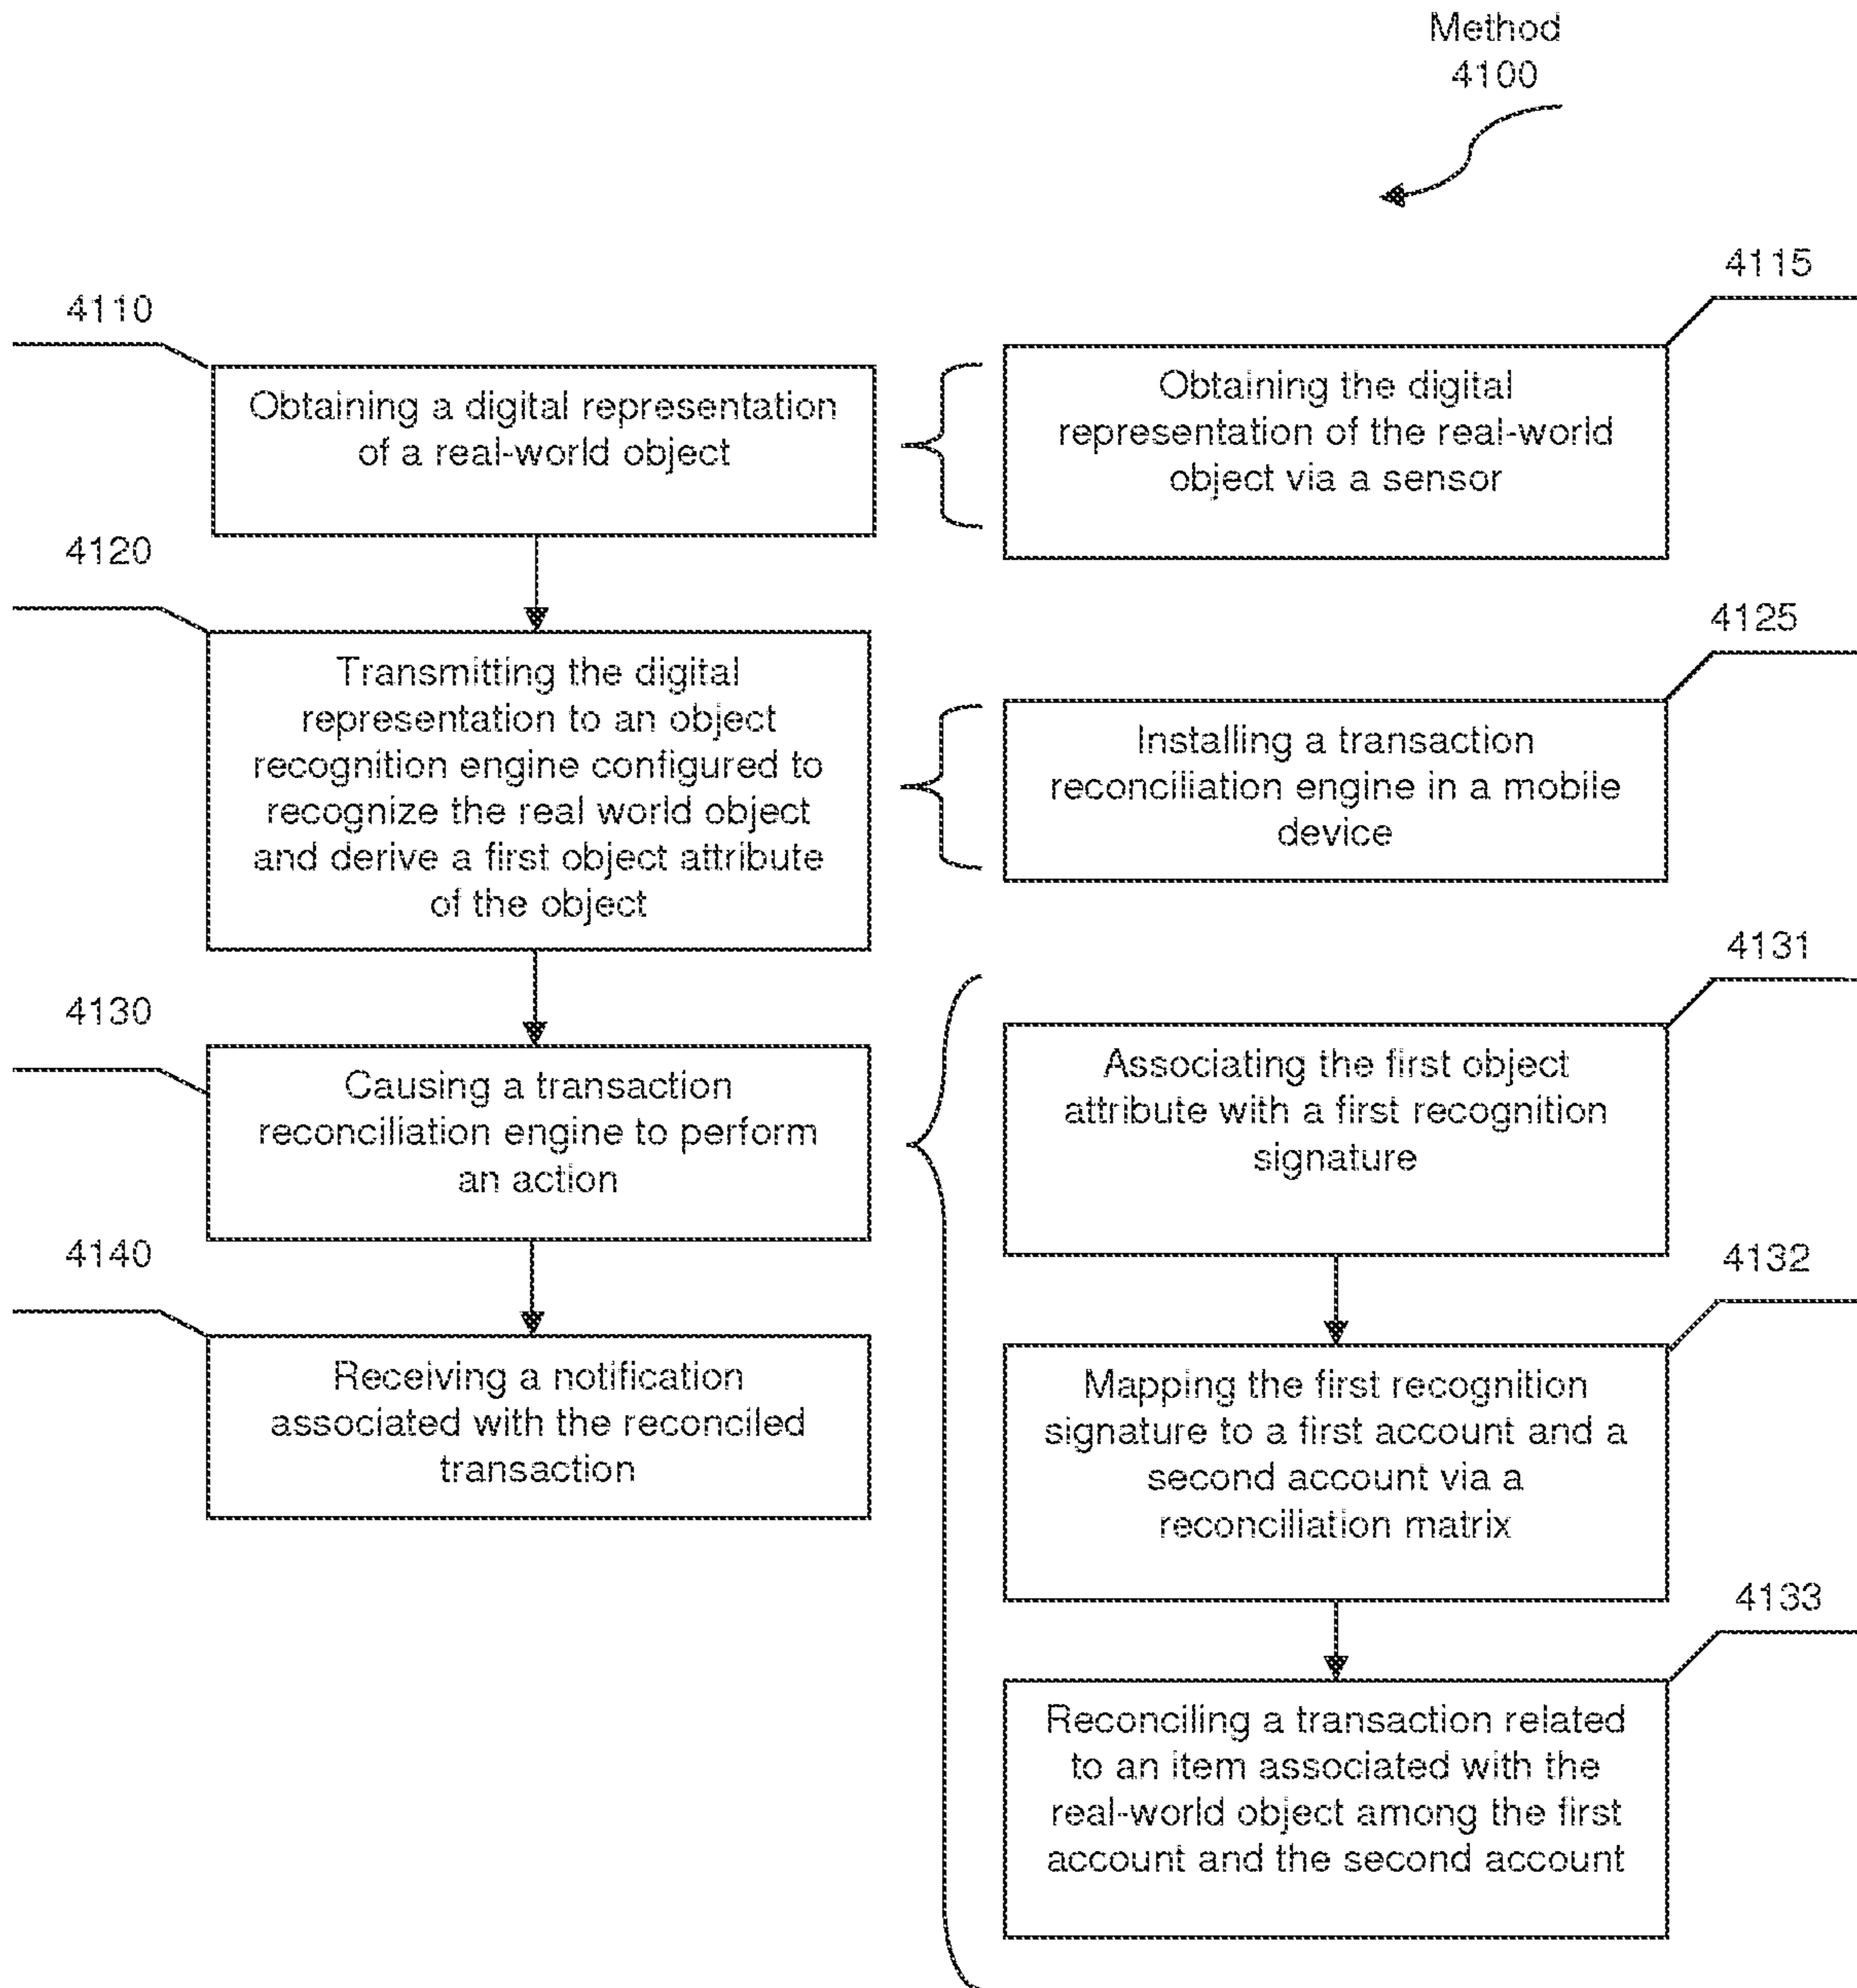 Method
4100
4110
Obtaining a digital representation
of a real-world object
4115
Obtaining the digital
representation of the real-world
object via a sensor
4120
Transmitting the digital
representation to an object
recognition engine configured to
recognize the real world object
and derive a first object attribute
of the object
4125
Installing a transaction
reconciliation engine in a mobile
device
4130
Causing a transaction
reconciliation engine to perform
an action
4131
Associating the first object
attribute with a first recognition
signature
4132
Mapping the first recognition
signature to a first account and a
second account via a
reconciliation matrix
4133
Reconciling a transaction related
to an item associated with the
real-world object among the first
account and the second account
4140
Receiving a notification
associated with the reconciled
transaction